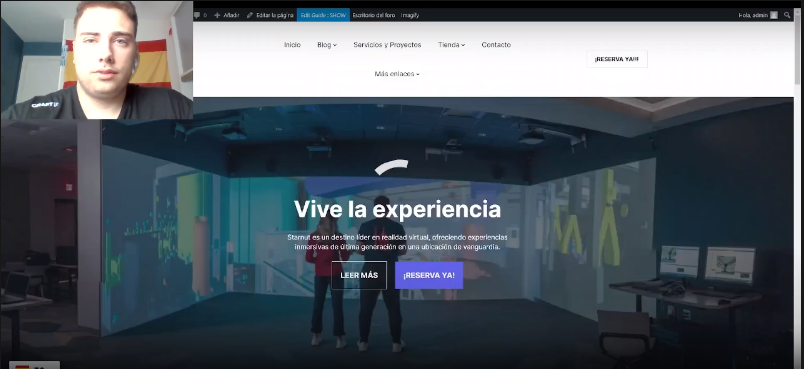 0 Añadir Editar la página Edit Guidy: SHOW Escritorio del foro Imagify Hola, admin
Inicio Blog Servicios y Proyectos Tienda Contacto
¡RESERVA YA!!!
Más enlaces
Vive la experiencia
Starnut es un destino líder en realidad virtual, ofreciendo experiencias
inmersivas de última generación en una ubicación de vanguardia.
LEER MÁS ¡RESERVA YA!